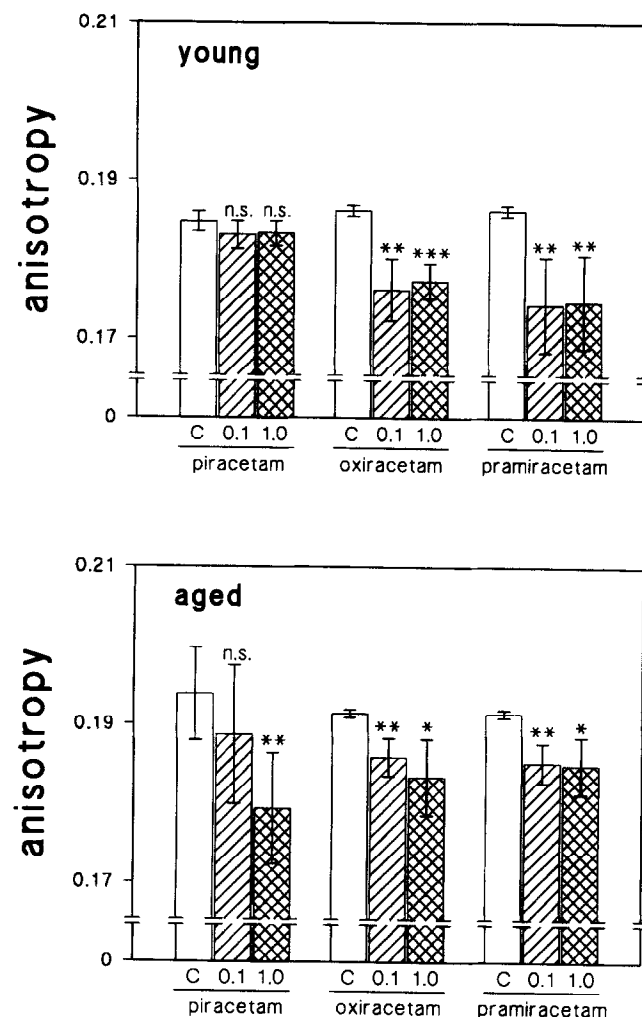 0.21
young
anisotropy
n.s. n.s.
** *** ** **
0.19
0.17
0
C 0.1 1.0 C 0.1 1.0 C 0.1 1.0
piracetam oxiracetam pramiracetam
0.21
aged
anisotropy
n.s.
** ** * ** *
0.19
0.17
0
C 0.1 1.0 C 0.1 1.0 C 0.1 1.0
piracetam oxiracetam pramiracetam